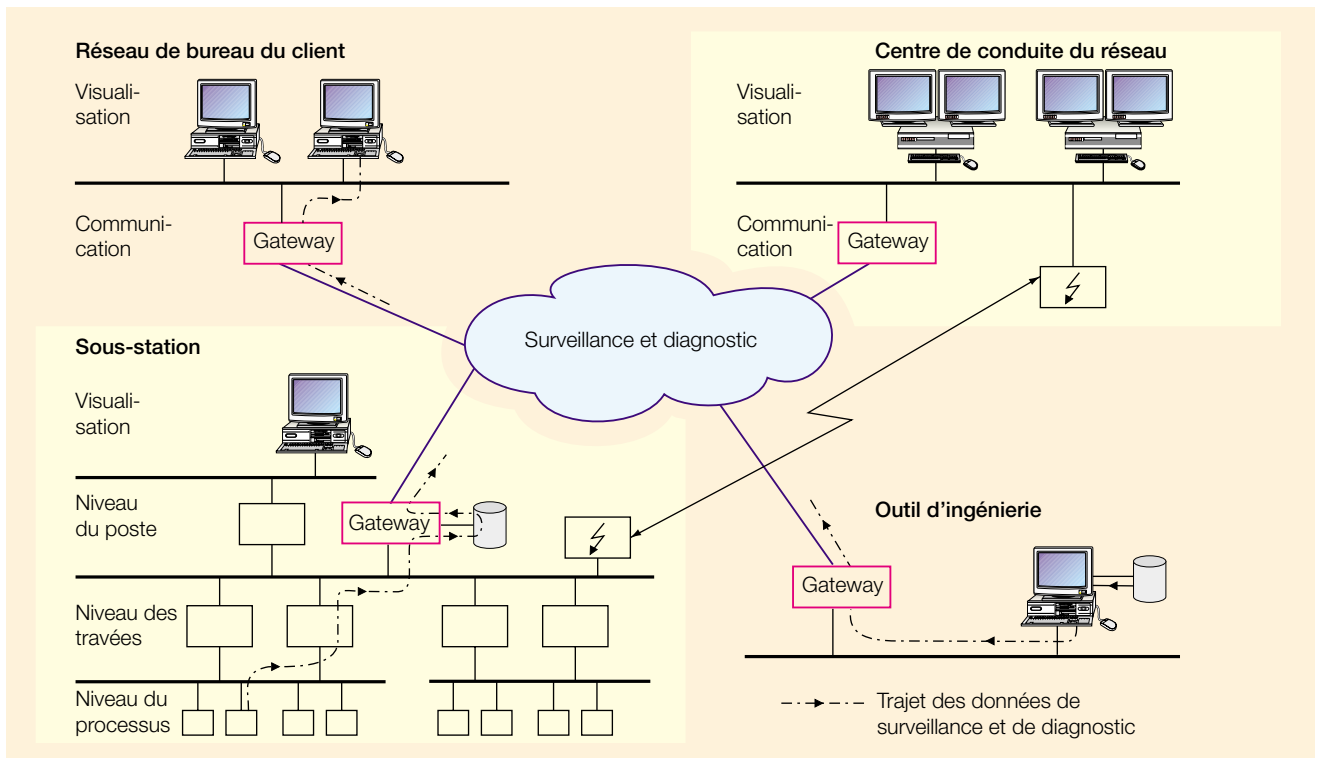 Réseau de bureau du client
Visuali-
sation
Communi-
cation
Gateway
Centre de conduite du réseau
Visuali-
sation
Communi-
cation
Gateway
Surveillance et diagnostic
Sous-station
Visuali-
sation
Niveau
du poste
Gateway
Niveau des
travées
Niveau du
processus
Outil d’ingénierie
Gateway
Trajet des données de
surveillance et de diagnostic